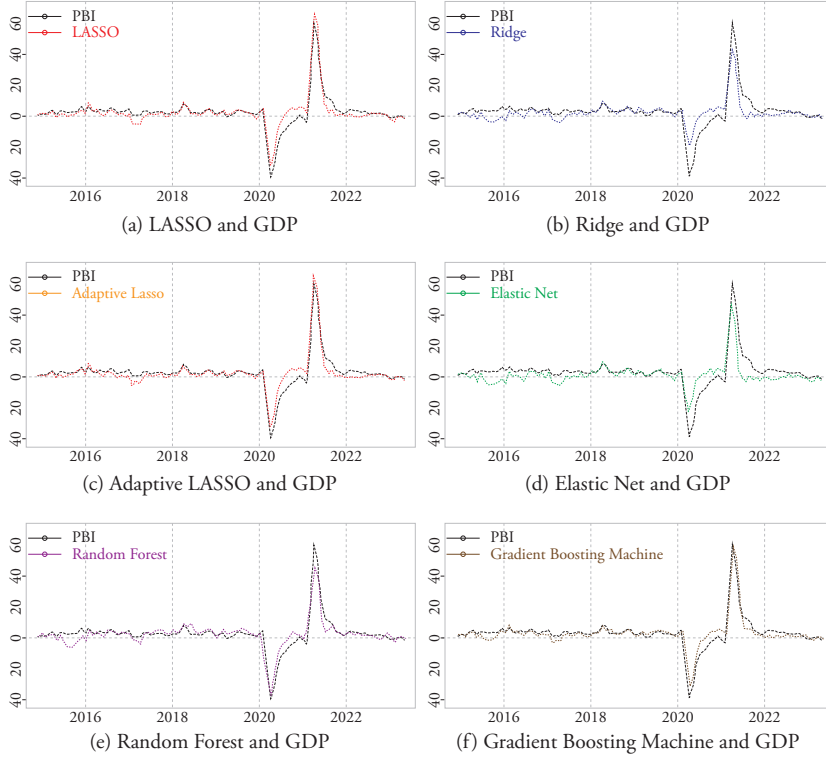 PBI
LASSO
60
40
20
0
20
40
2016 2018 2020 2022
(a) LASSO and GDP
PBI
Ridge
60
40
20
0
20
40
2016 2018 2020 2022
(b) Ridge and GDP
PBI
Adaptive Lasso
60
40
20
0
20
40
2016 2018 2020 2022
(c) Adaptive LASSO and GDP
PBI
Elastic Net
60
40
20
0
20
40
2016 2018 2020 2022
(d) Elastic Net and GDP
PBI
Random Forest
60
40
20
0
20
40
2016 2018 2020 2022
(e) Random Forest and GDP
PBI
Gradient Boosting Machine
60
40
20
0
20
40
2016 2018 2020 2022
(f) Gradient Boosting Machine and GDP